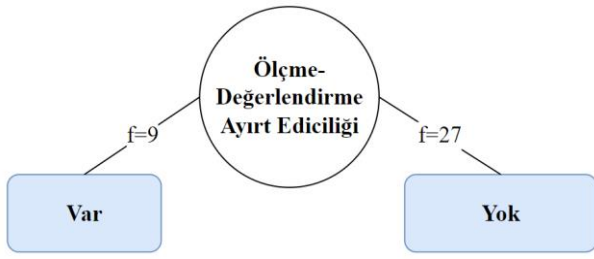 Ölçme-
Değerlendirme
Ayırt Ediciliği
f=9
f=27
Var
Yok